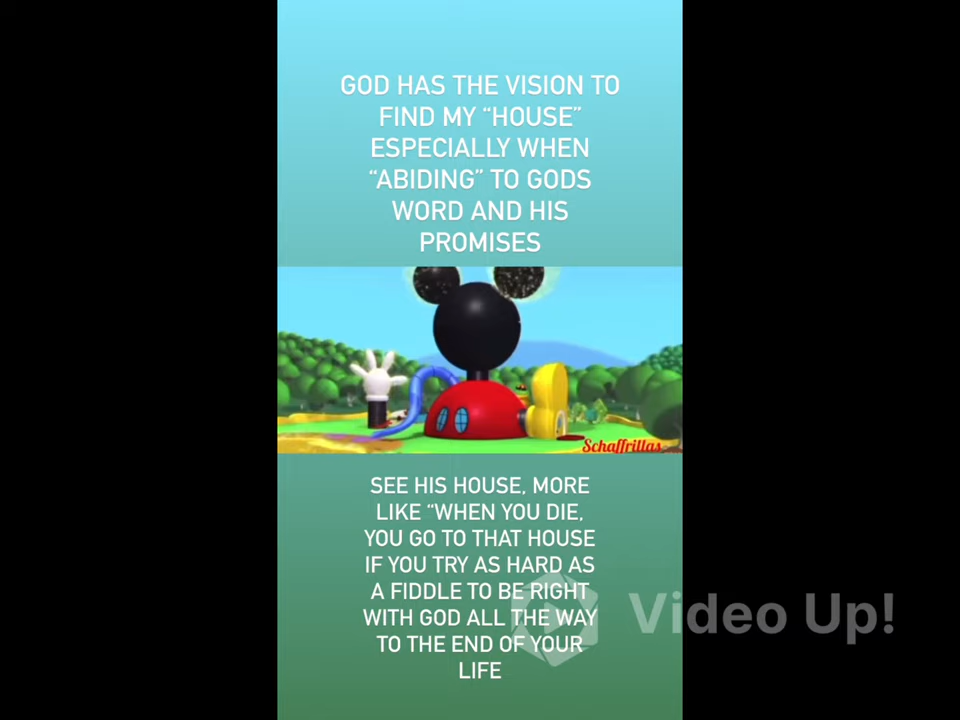 GOD HAS THE VISION TO
FIND MY “HOUSE”
ESPECIALLY WHEN
“ABIDING” TO GODS
WORD AND HIS
PROMISES
Schaffrillas
SEE HIS HOUSE, MORE
LIKE “WHEN YOU DIE,
YOU GO TO THAT HOUSE
IF YOU TRY AS HARD AS
A FIDDLE TO BE RIGHT
WITH GOD ALL THE WAY
TO THE END OF YOUR
LIFE
Video Up!